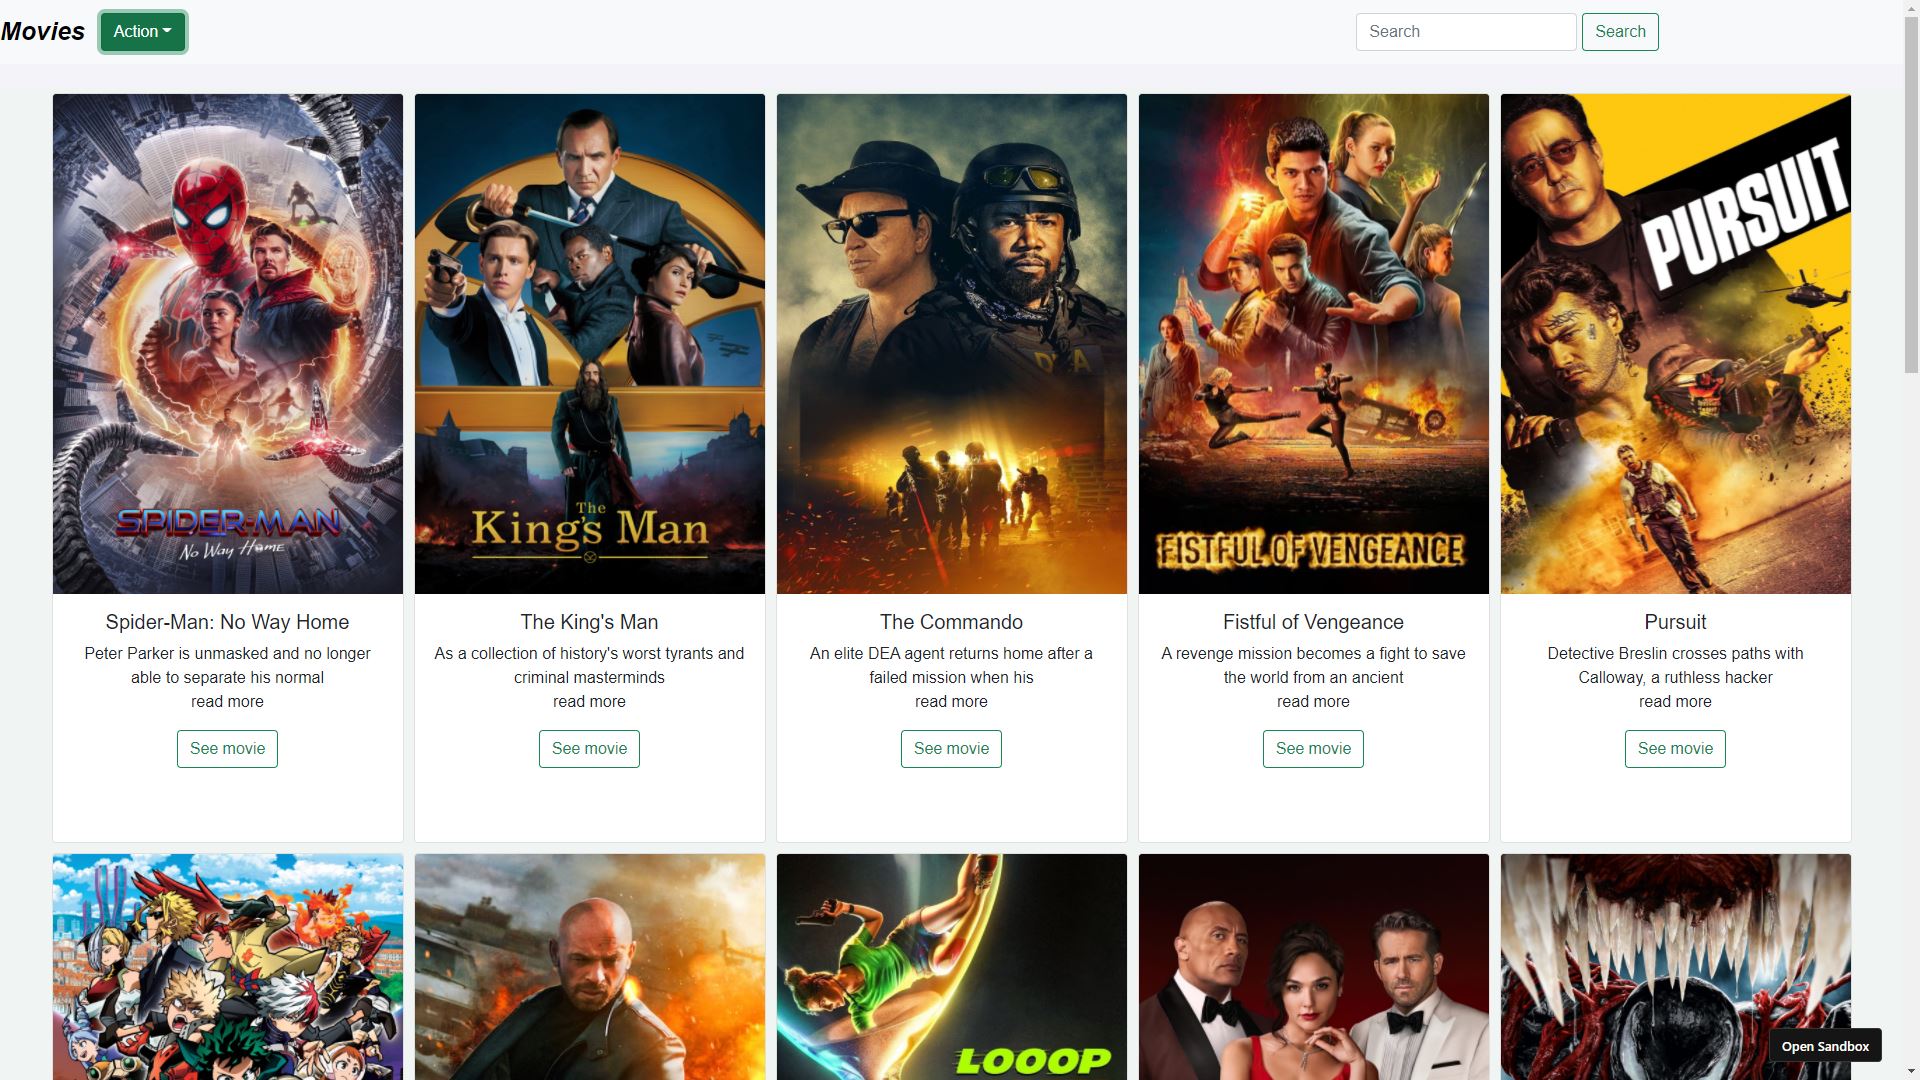 Movies
Action
Search
Search
PURSUIT
DEA
SPIDER-MAN
No Way Home
The
King's Man
FISTFUL OF VENGEANCE
Spider-Man: No Way Home
Peter Parker is unmasked and no longer
able to separate his normal
read more
See movie
The King's Man
As a collection of history's worst tyrants and
criminal masterminds
read more
See movie
The Commando
An elite DEA agent returns home after a
failed mission when his
read more
See movie
Fistful of Vengeance
A revenge mission becomes a fight to save
the world from an ancient
read more
See movie
Pursuit
Detective Breslin crosses paths with
Calloway, a ruthless hacker
read more
See movie
LOOOP
Open Sandbox